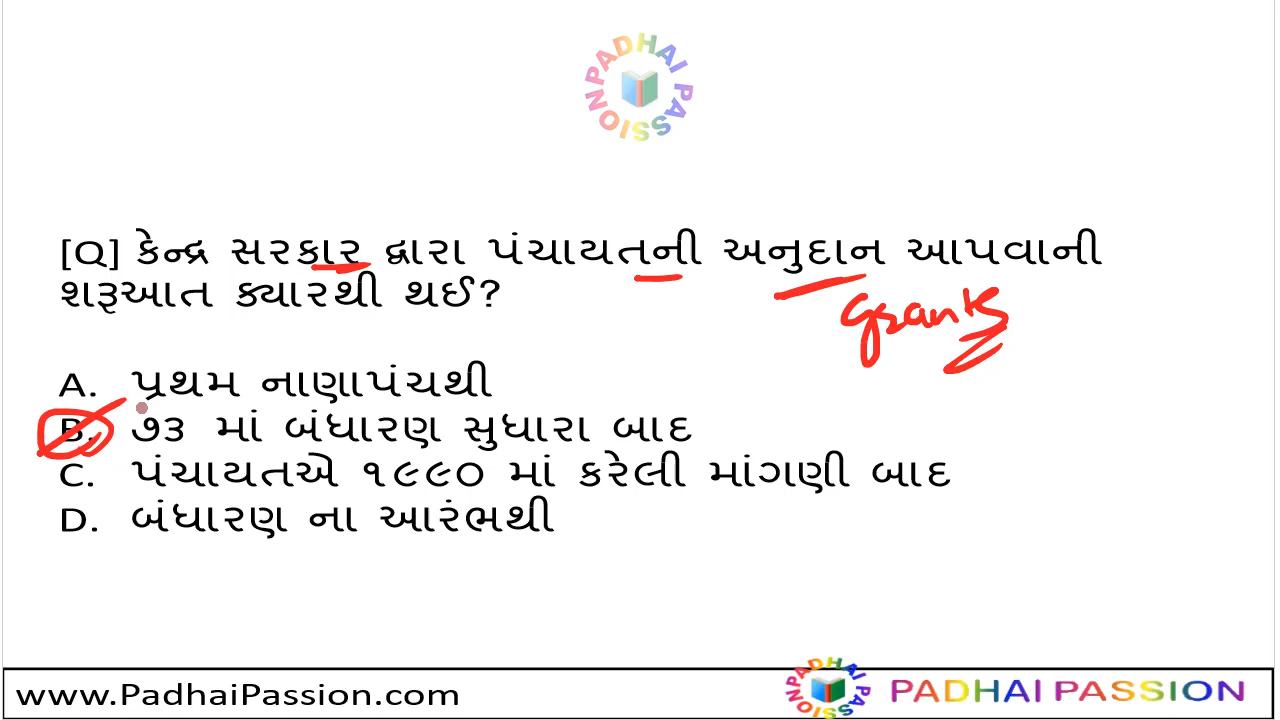 PADHAI PASSION
[Q] કેન્દ્ર સરકાર દ્વારા પંચાયતની અનુદાન આપવાની
શરૂઆત ક્યારથી થઈ?
grants
A. પ્રથમ નાણાપંચથી
B. ૭૩ માં બંધારણ સુધારા બાદ
C. પંચાયતએ ૧૯૯૦ માં કરેલી માંગણી બાદ
D. બંધારણ ના આરંભથી
www.PadhaiPassion.com
PADHAI PASSION
PADHAI PASSION